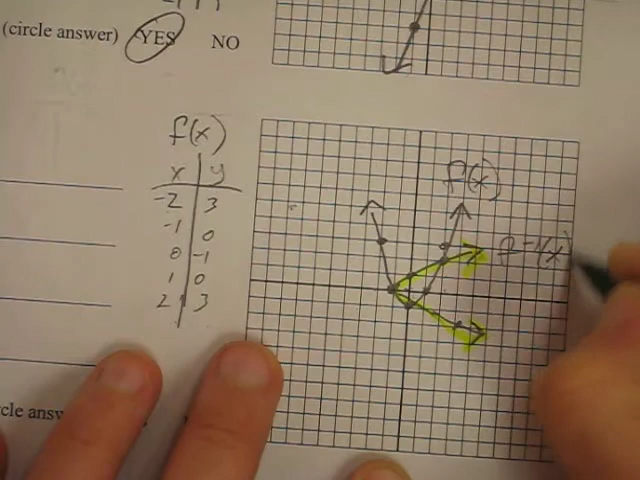 (circle answer) YES NO
f(x)
x y
-2 3
-1 0
0 -1
1 0
2 3
f(x)
f⁻¹(x)
cle answ